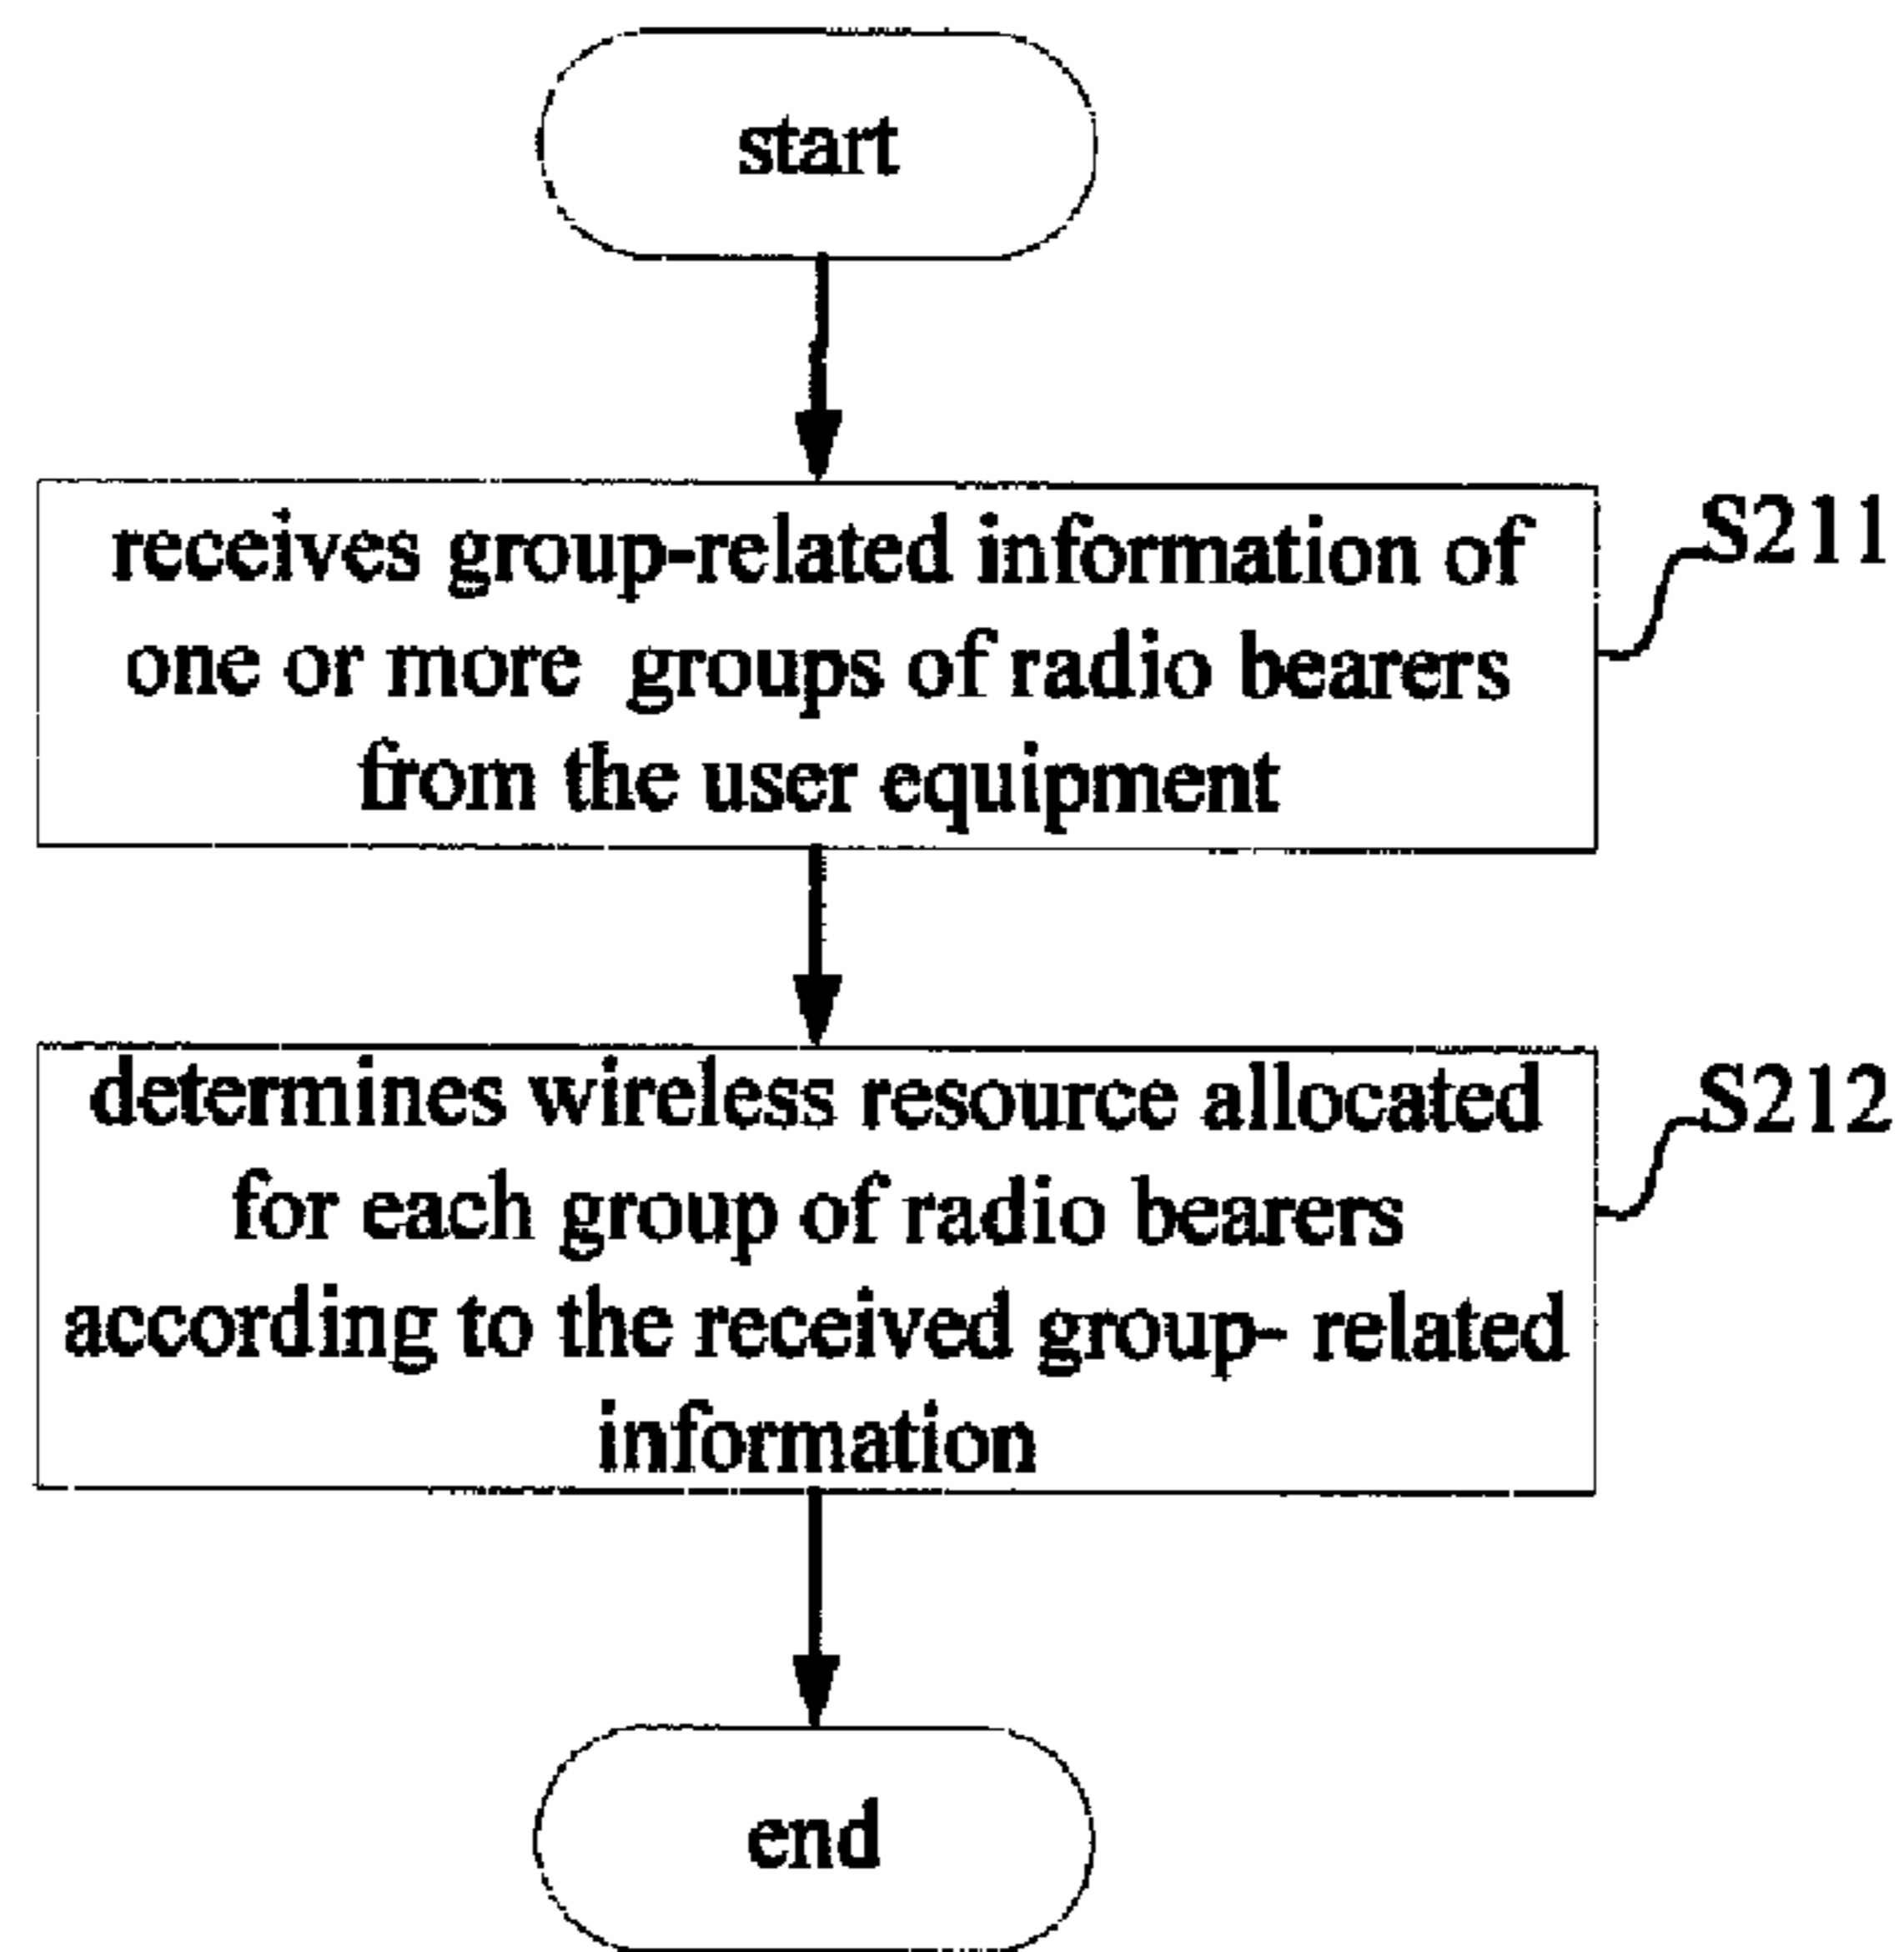 start
receives group-related information of
one or more groups of radio bearers
from the user equipment
S211
determines wireless resource allocated
for each group of radio bearers
according to the received group- related
information
S212
end